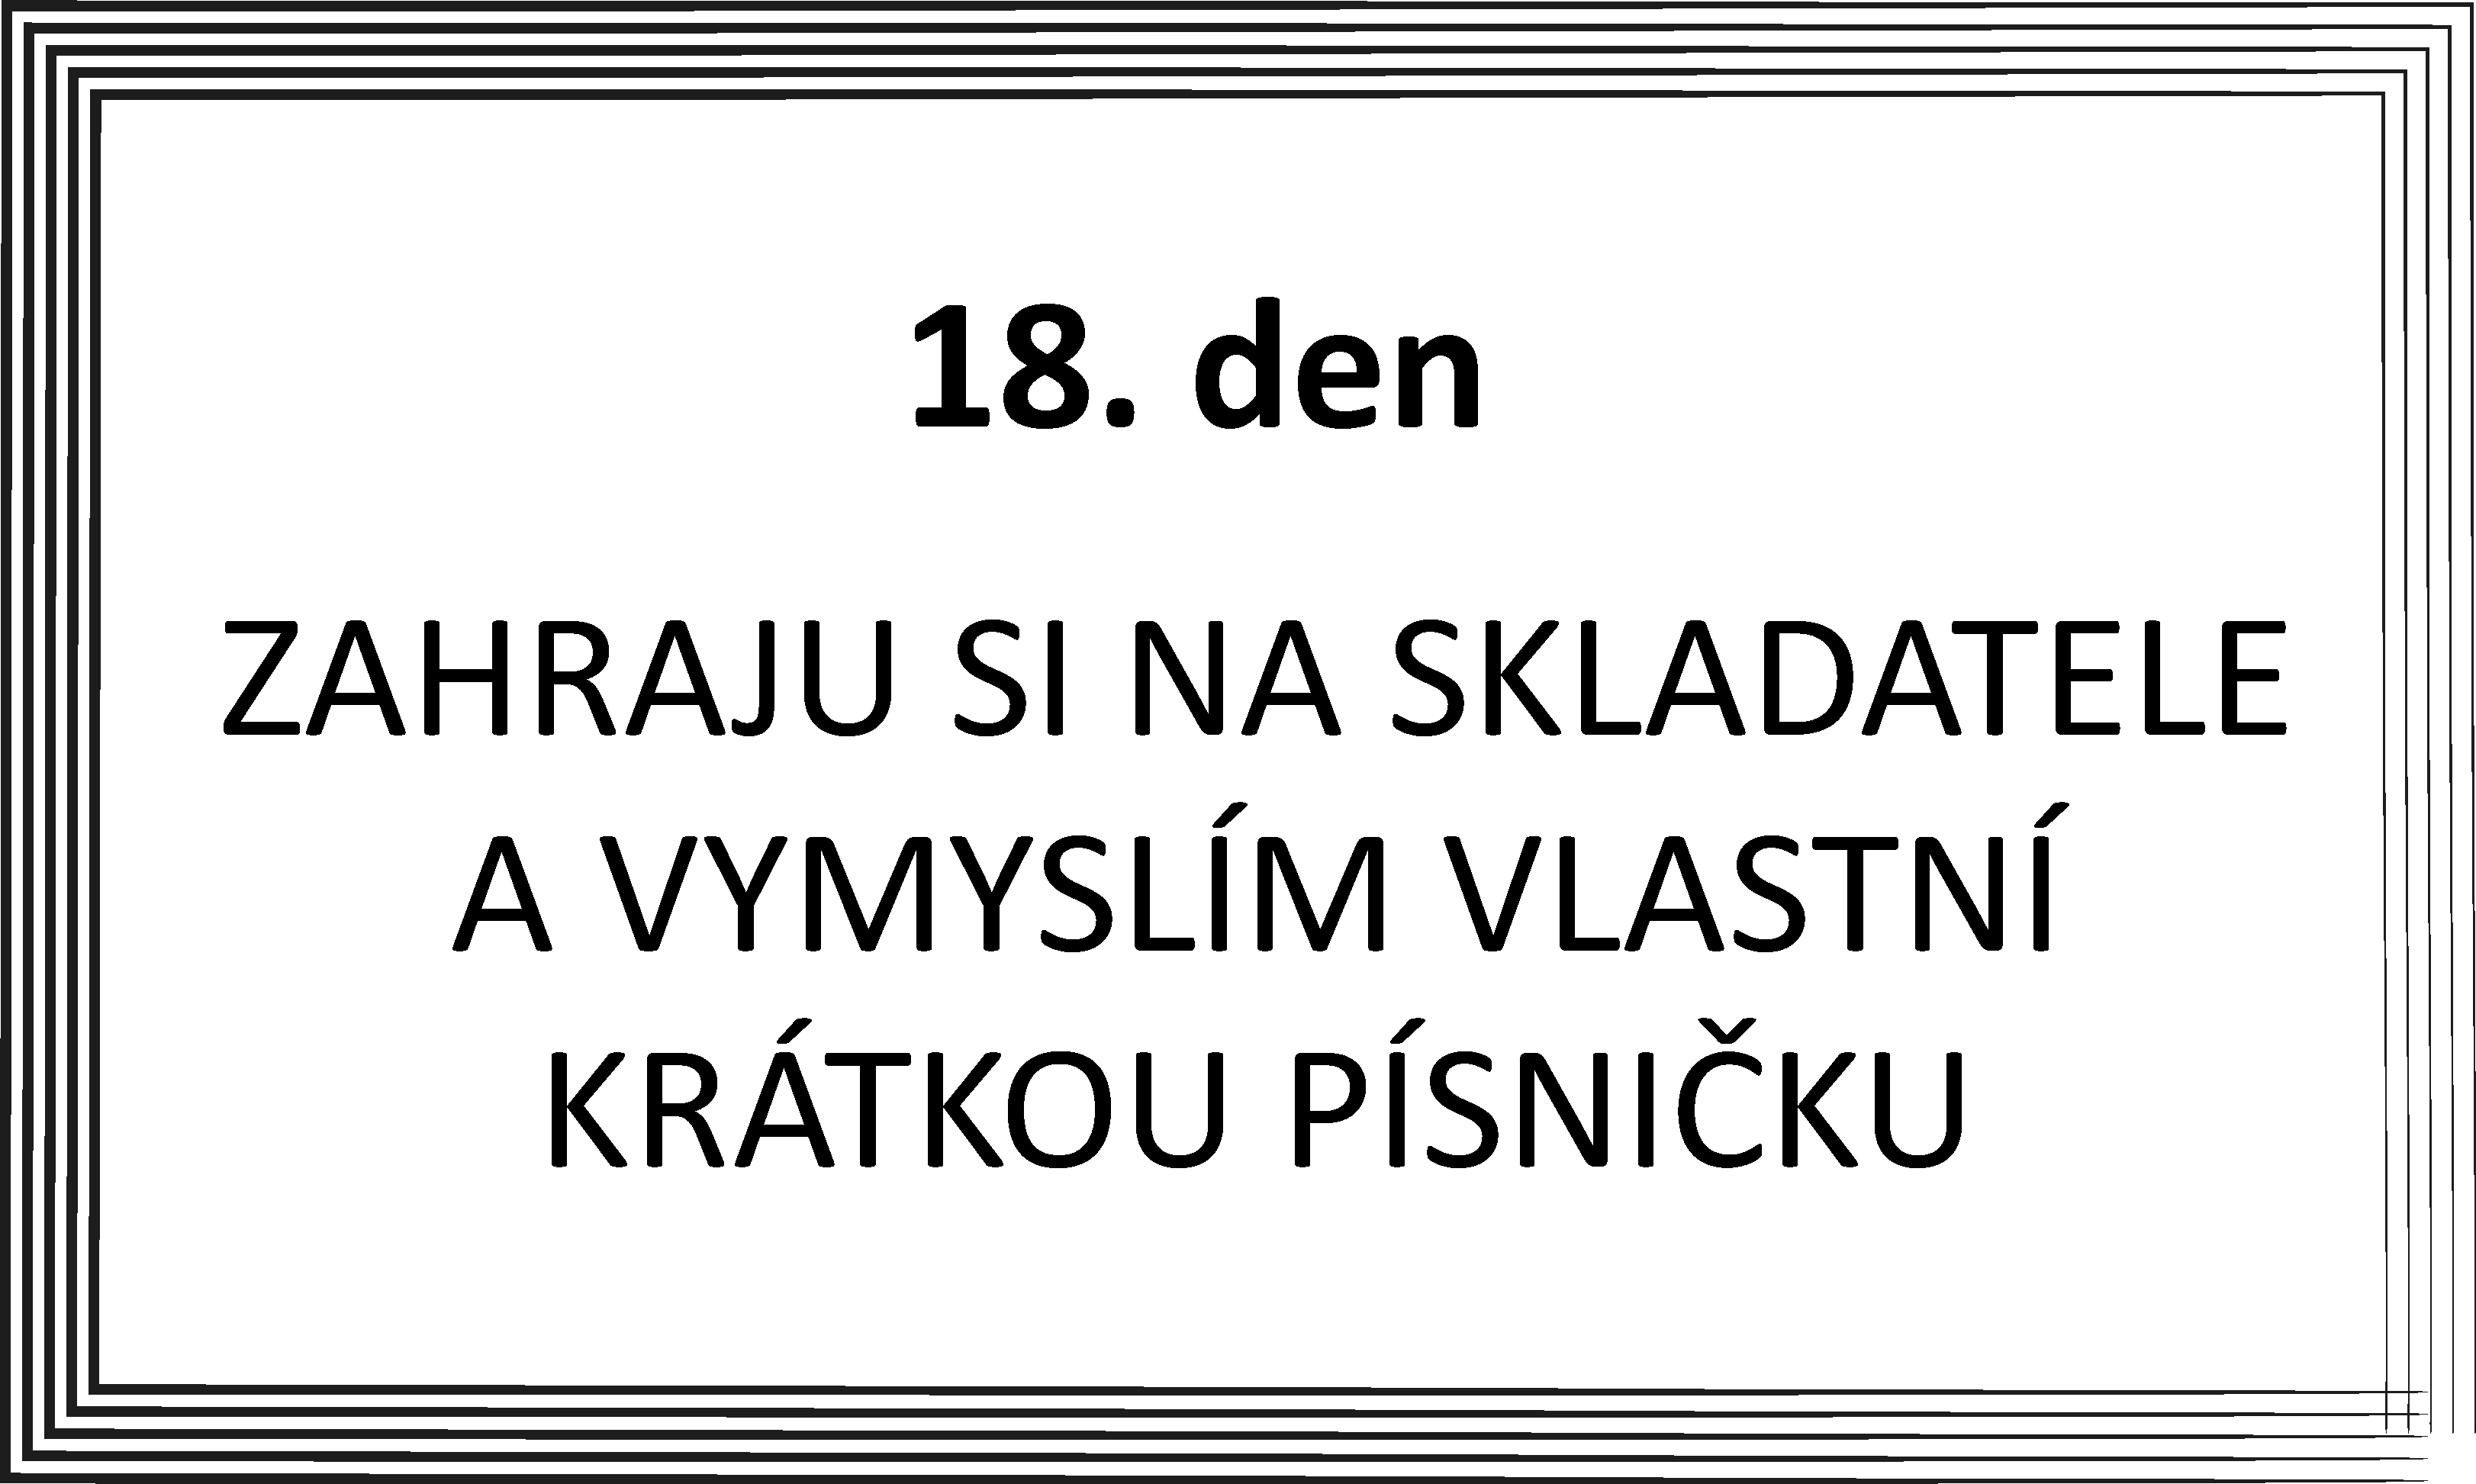 18. den
ZAHRAJU SI NA SKLADATELE
A VYMYSLÍM VLASTNÍ
KRÁTKOU PÍSNIČKU